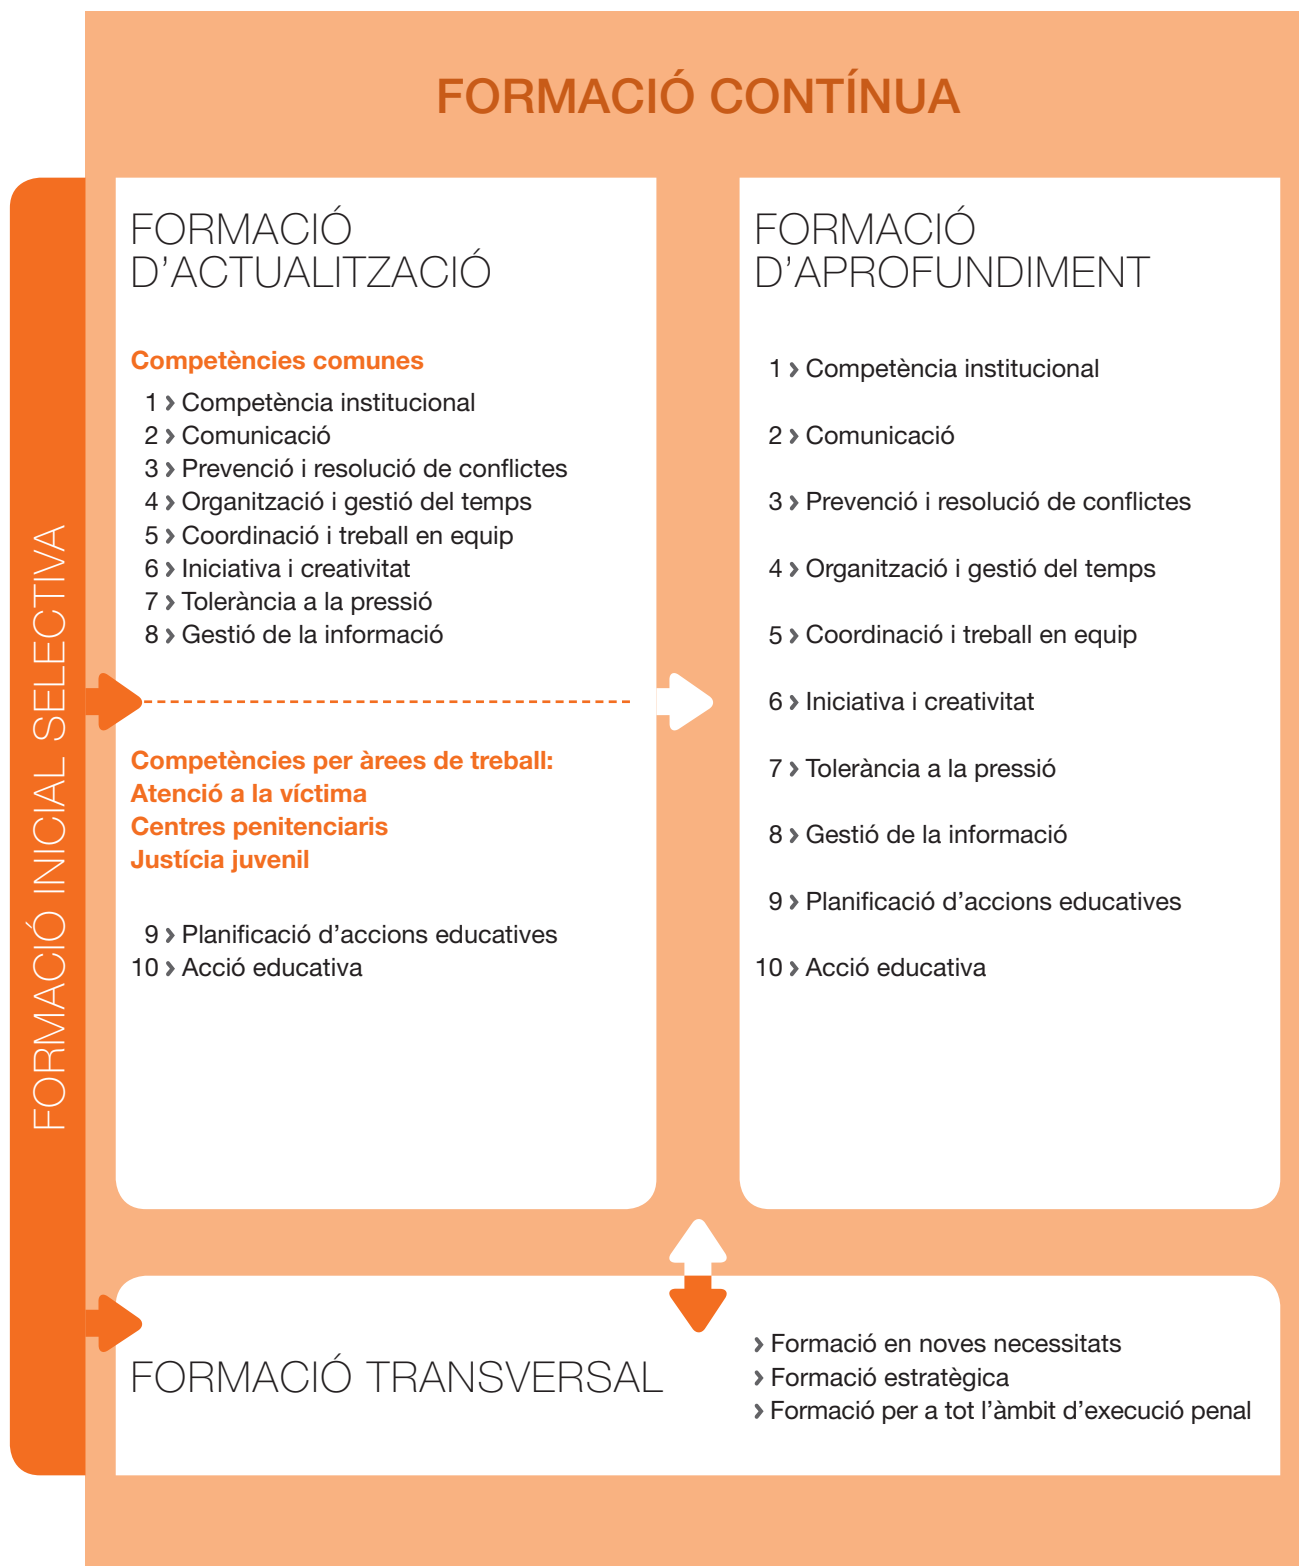 FORMACIÓ CONTÍNUA
FORMACIÓ INICIAL SELECTIVA
FORMACIÓ
D’ACTUALITZACIÓ
Competències comunes
1 › Competència institucional
2 › Comunicació
3 › Prevenció i resolució de conflictes
4 › Organització i gestió del temps
5 › Coordinació i treball en equip
6 › Iniciativa i creativitat
7 › Tolerància a la pressió
8 › Gestió de la informació
Competències per àrees de treball:
Atenció a la víctima
Centres penitenciaris
Justícia juvenil
9 › Planificació d’accions educatives
10 › Acció educativa
FORMACIÓ
D’APROFUNDIMENT
1 › Competència institucional
2 › Comunicació
3 › Prevenció i resolució de conflictes
4 › Organització i gestió del temps
5 › Coordinació i treball en equip
6 › Iniciativa i creativitat
7 › Tolerància a la pressió
8 › Gestió de la informació
9 › Planificació d’accions educatives
10 › Acció educativa
FORMACIÓ TRANSVERSAL
› Formació en noves necessitats
› Formació estratègica
› Formació per a tot l’àmbit d’execució penal